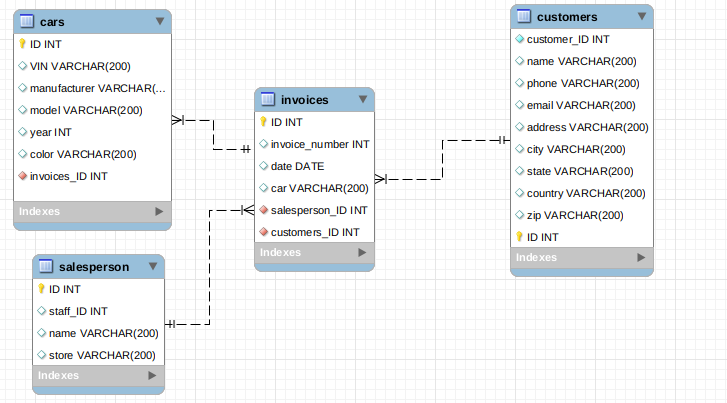 cars
ID INT
VIN VARCHAR(200)
manufacturer VARCHAR(...
model VARCHAR(200)
year INT
color VARCHAR(200)
invoices_ID INT
Indexes
salesperson
ID INT
staff_ID INT
name VARCHAR(200)
store VARCHAR(200)
Indexes
invoices
ID INT
invoice_number INT
date DATE
car VARCHAR(200)
salesperson_ID INT
customers_ID INT
Indexes
customers
customer_ID INT
name VARCHAR(200)
phone VARCHAR(200)
email VARCHAR(200)
address VARCHAR(200)
city VARCHAR(200)
state VARCHAR(200)
country VARCHAR(200)
zip VARCHAR(200)
ID INT
Indexes